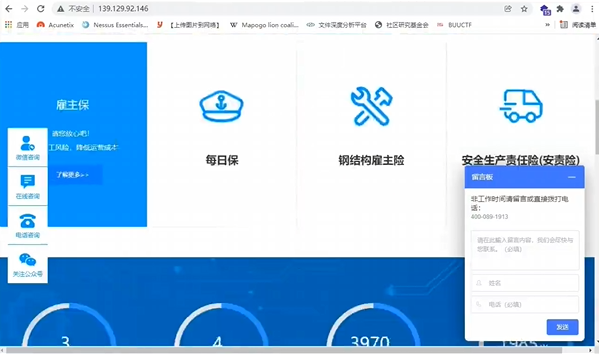 不安全 139.129.92.146
应用 Acunetix Nessus Essentials... 【上传图片到网嗝】 Mapogo lion coali... 文件深度分析平台 社区研究基金会 BUUCTF » 阅读清单
雇主保
请您放心吧!
工风险、降低运营成本
了解更多>>
每日保
钢结构雇主险
安全生产责任险(安责险)
微信咨询
在线咨询
电话咨询
关注公众号
留言板
非工作时间请留言或直接拨打电
话:
400-089-1913
请在此输入留言内容，我们会尽快与
您联系。（必填）
姓名
电话（必填）
发送
3
4
3970
1985